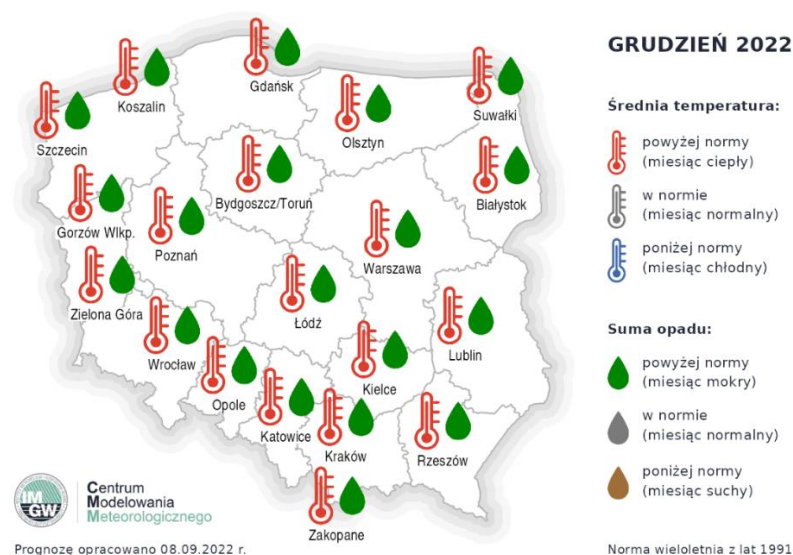 GRUDZIEŃ 2022
Gdańsk
Koszalin
Suwałki
Olsztyn
Szczecin
Bydgoszcz/Toruń
Białystok
Gorzów Wlkp.
Poznań
Warszawa
Zielona Góra
Łódź
Wrocław
Lublin
Kielce
Opole
Katowice
Kraków
Rzeszów
Zakopane
Średnia temperatura:
powyżej normy
(miesiąc ciepły)
w normie
(miesiąc normalny)
poniżej normy
(miesiąc chłodny)
Suma opadu:
powyżej normy
(miesiąc mokry)
w normie
(miesiąc normalny)
poniżej normy
(miesiąc suchy)
IM
GW
Centrum
Modelowania
Meteorologicznego
Prognozę opracowano 08.09.2022 r.
Norma wieloletnia z lat 1991